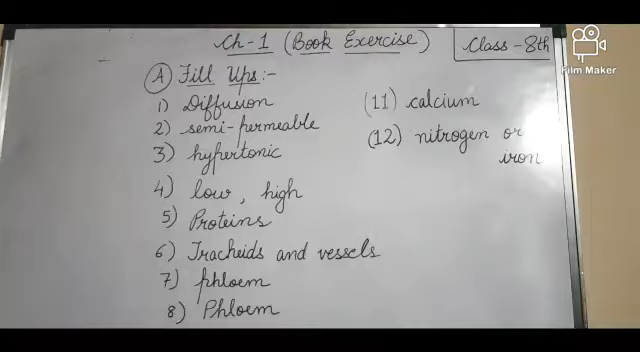 Ch-1 (Book Exercise)
Class-8th
Film Maker
(A) Fill Ups:-
1) Diffusion
2) semi-permeable
3) hypertonic
4) low, high
5) Proteins
6) Tracheids and vessels
7) phloem
8) Phloem
(11) calcium
(12) nitrogen or
iron